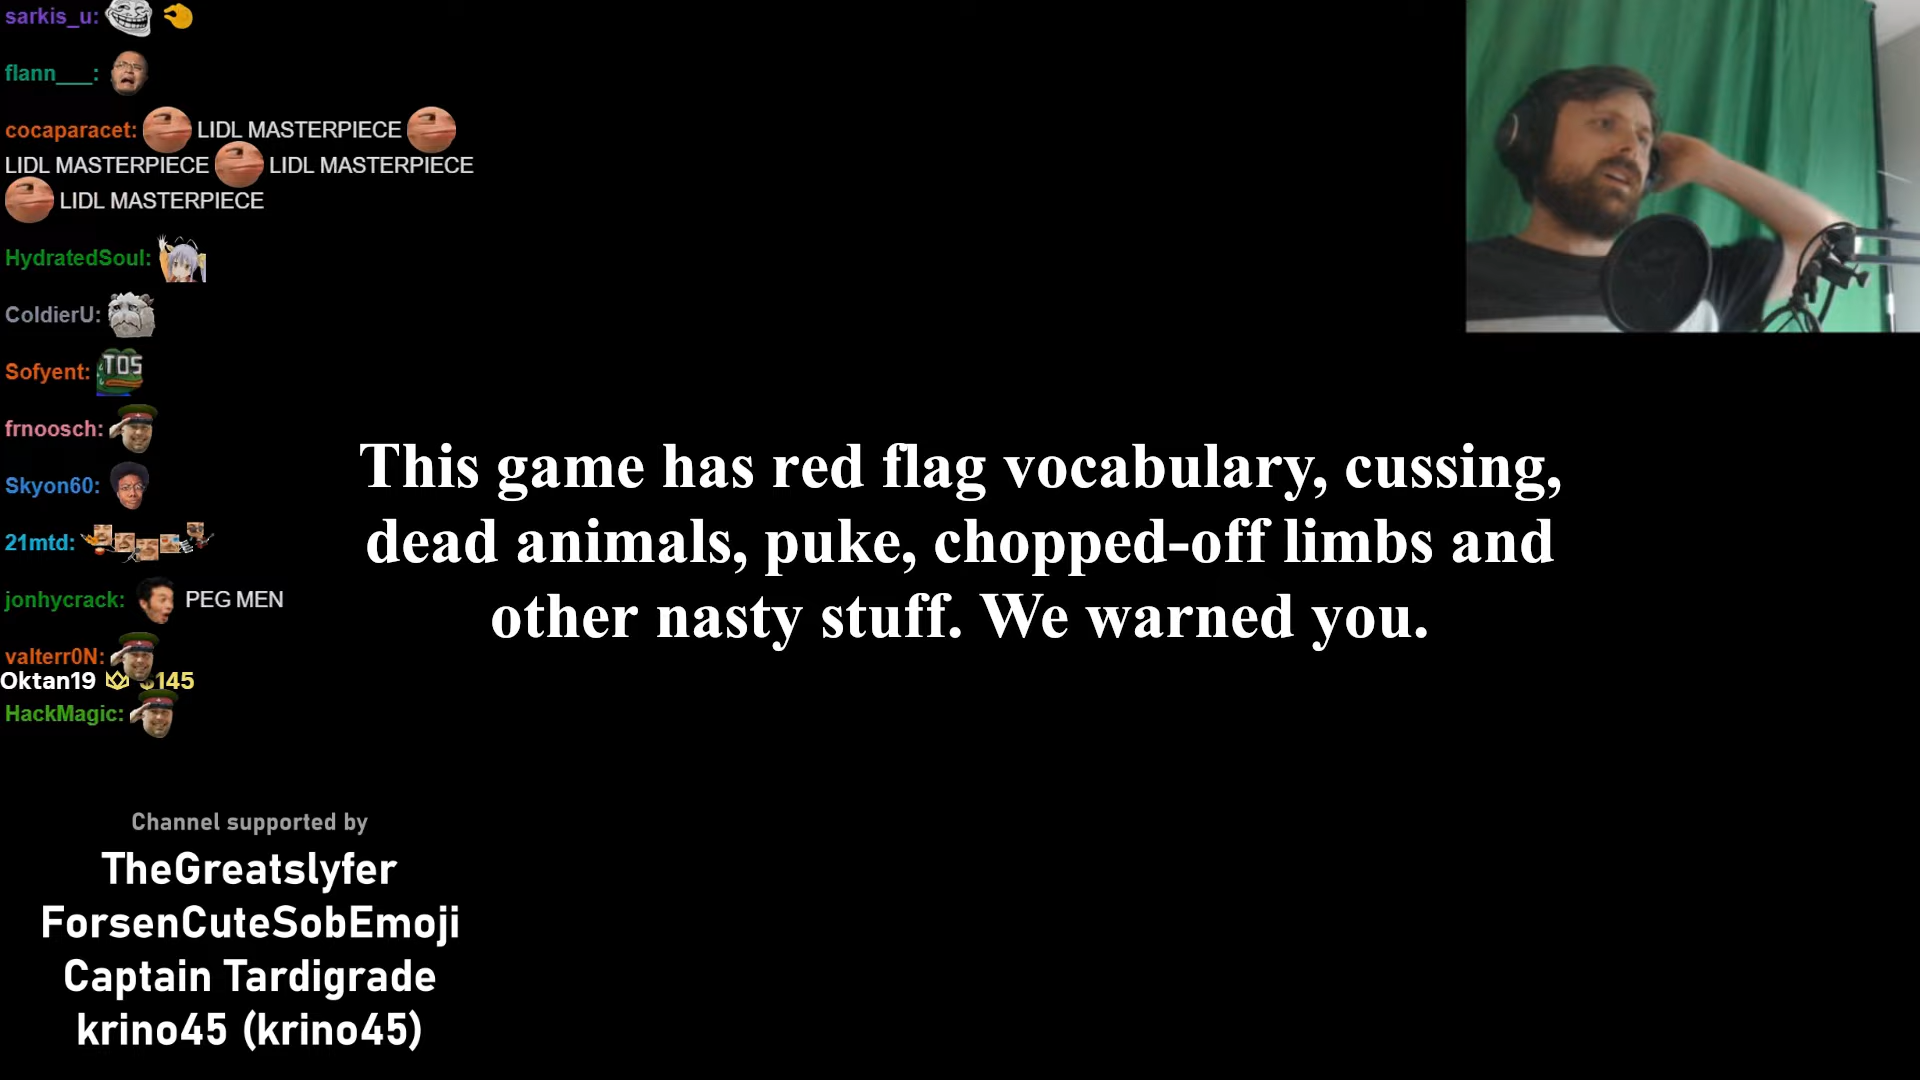 sarkis_u:
flann___:
cocaparacet: LIDL MASTERPIECE
LIDL MASTERPIECE LIDL MASTERPIECE
LIDL MASTERPIECE
HydratedSoul:
ColdierU:
Sofyent: TOS
frnoosch:
Skyon60:
21mtd:
jonhycrack: PEG MEN
valterr0N:
Oktan19 $145
HackMagic:
This game has red flag vocabulary, cussing,
dead animals, puke, chopped-off limbs and
other nasty stuff. We warned you.
Channel supported by
TheGreatslyfer
ForsenCuteSobEmoji
Captain Tardigrade
krino45 (krino45)